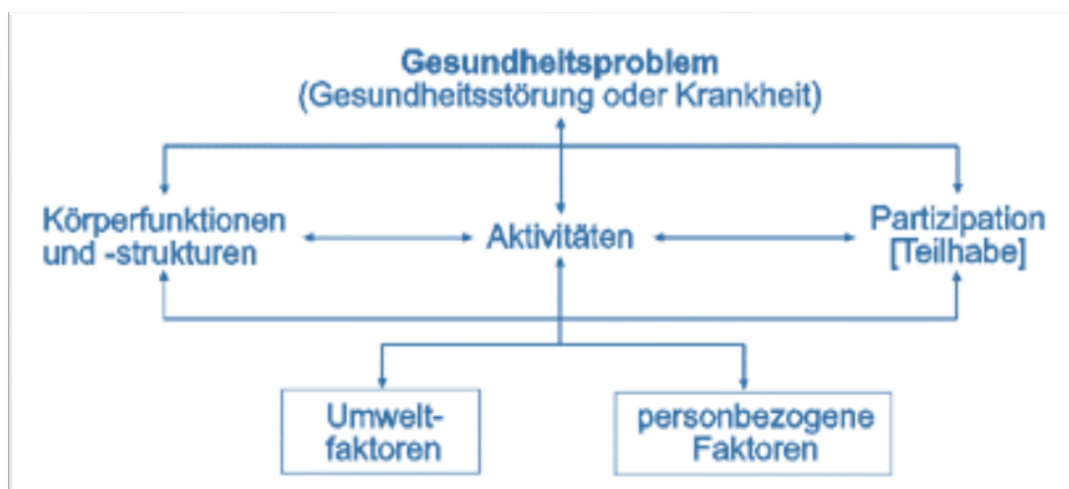 Gesundheitsproblem
(Gesundheitsstörung oder Krankheit)
Körperfunktionen
und -strukturen
Aktivitäten
Partizipation
[Teilhabe]
Umwelt-
faktoren
personbezogene
Faktoren